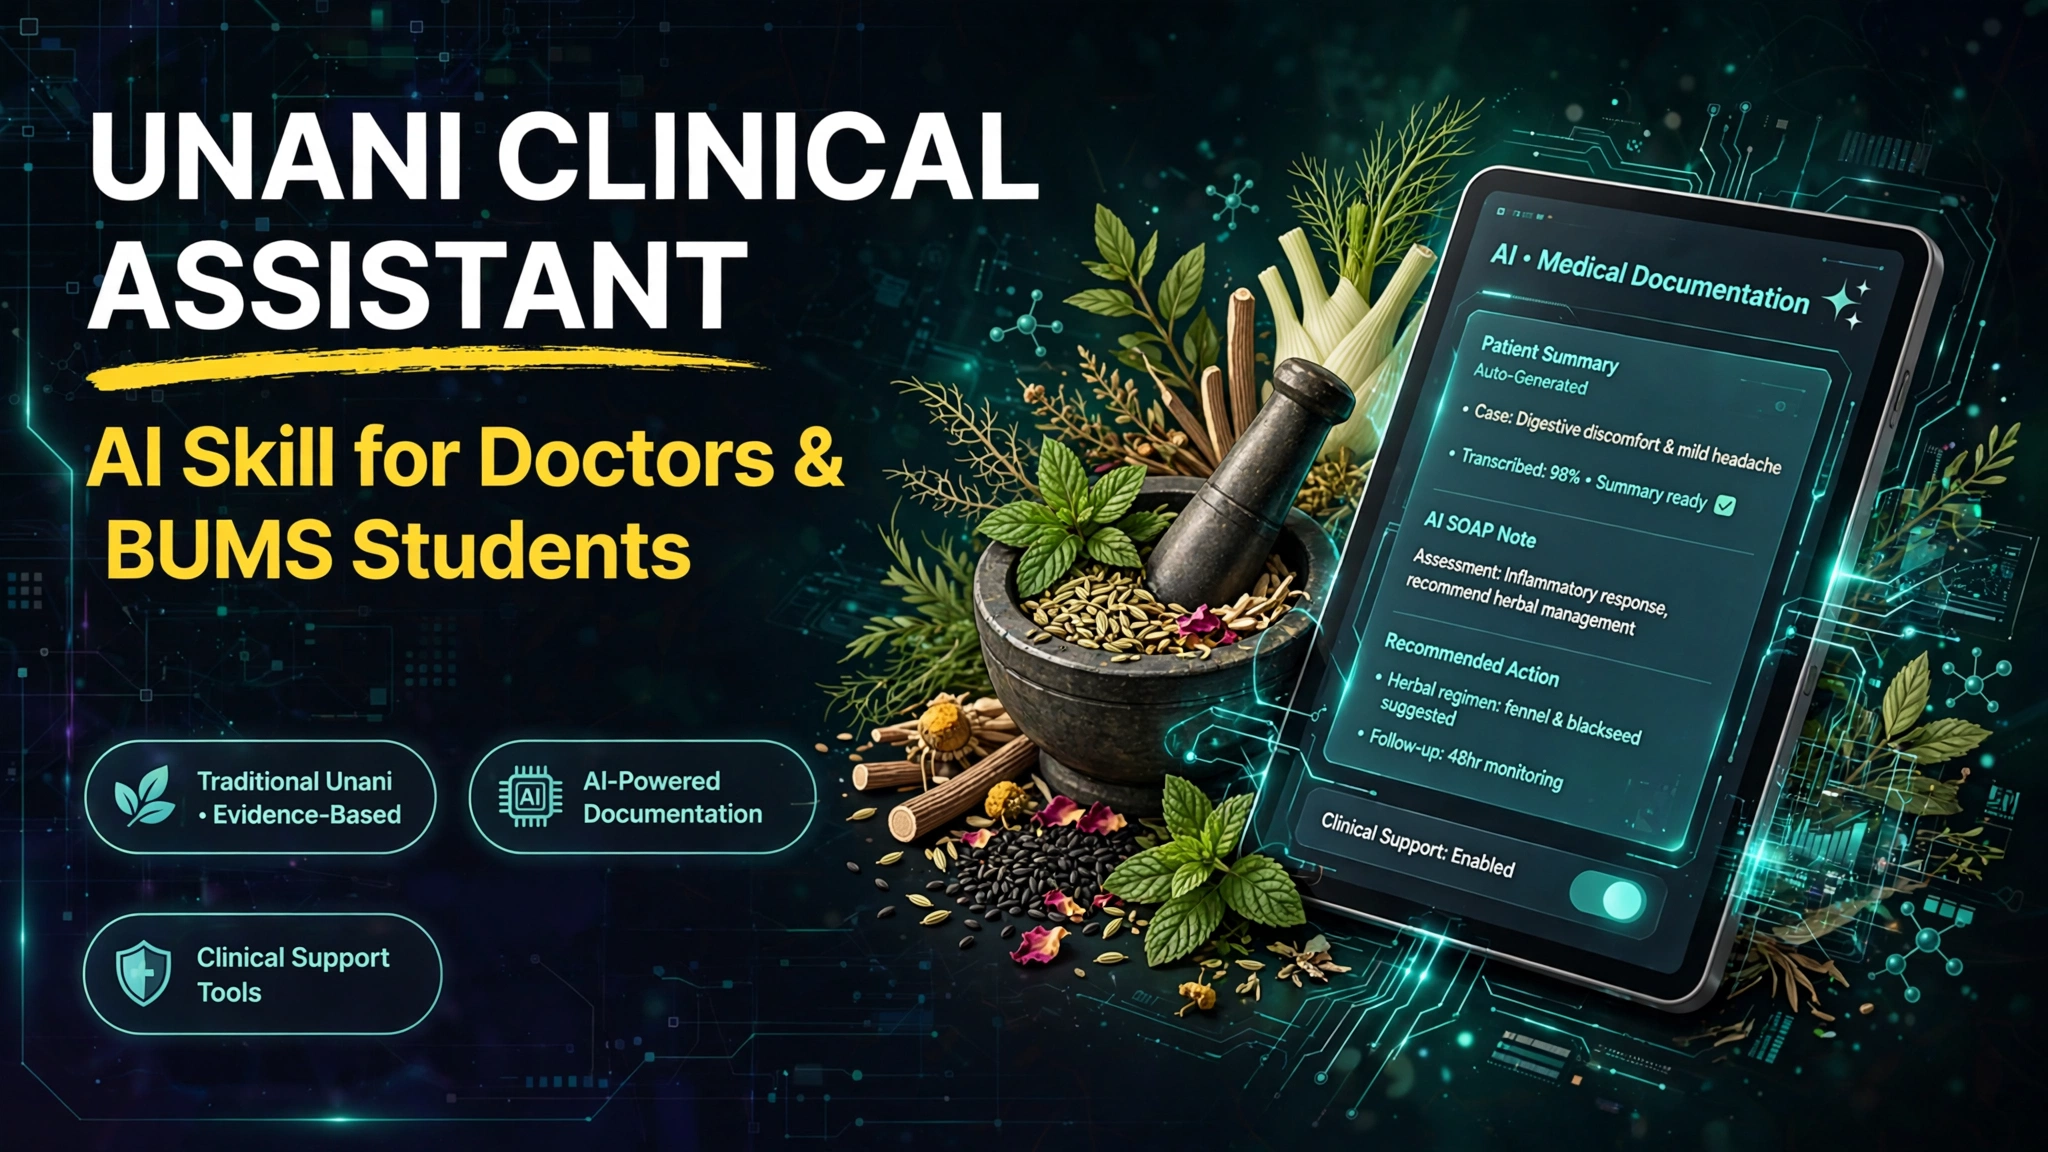 UNANI CLINICAL
ASSISTANT
AI Skill for Doctors &
BUMS Students
Traditional Unani
• Evidence-Based
AI
AI-Powered
Documentation
Clinical Support
Tools
AI • Medical Documentation
Patient Summary
Auto-Generated
• Case: Digestive discomfort & mild headache
• Transcribed: 98% • Summary ready
AI SOAP Note
Assessment: Inflammatory response,
recommend herbal management
Recommended Action
• Herbal regimen: fennel & blackseed
suggested
• Follow-up: 48hr monitoring
Clinical Support: Enabled